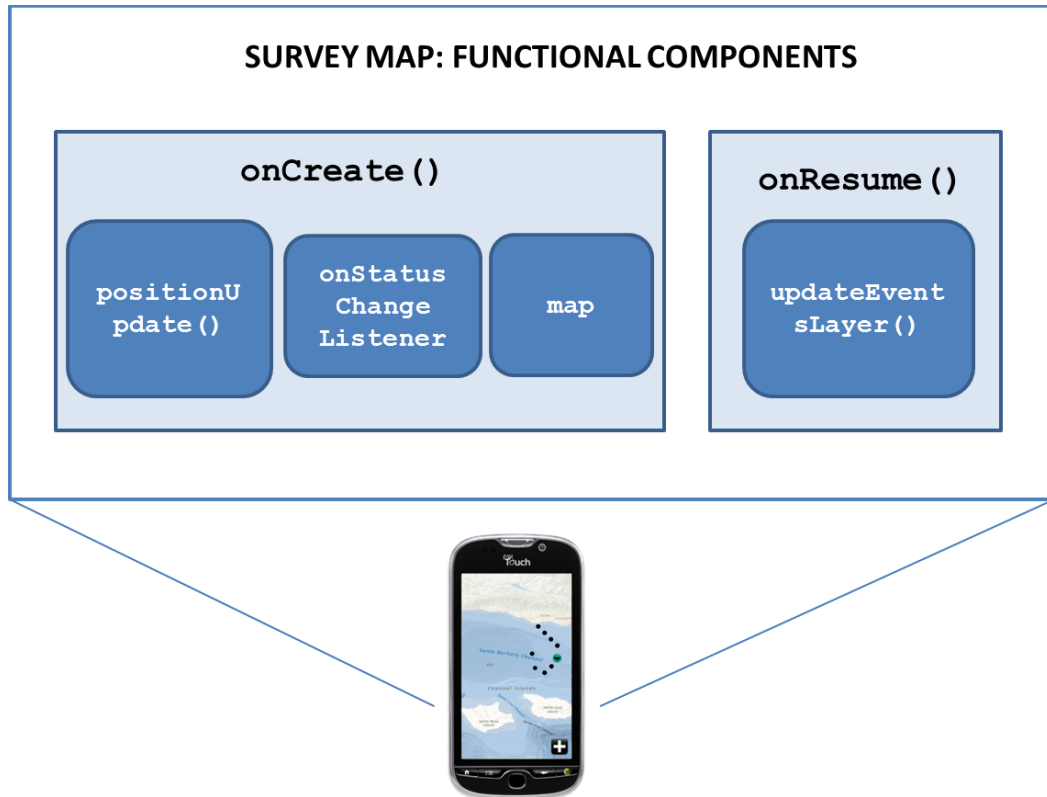 SURVEY MAP: FUNCTIONAL COMPONENTS
onCreate()
positionU
pdate()
onStatus
Change
Listener
map
onResume()
updateEvent
sLayer()
Touch
Santa Barbara Channel
Channel Islands